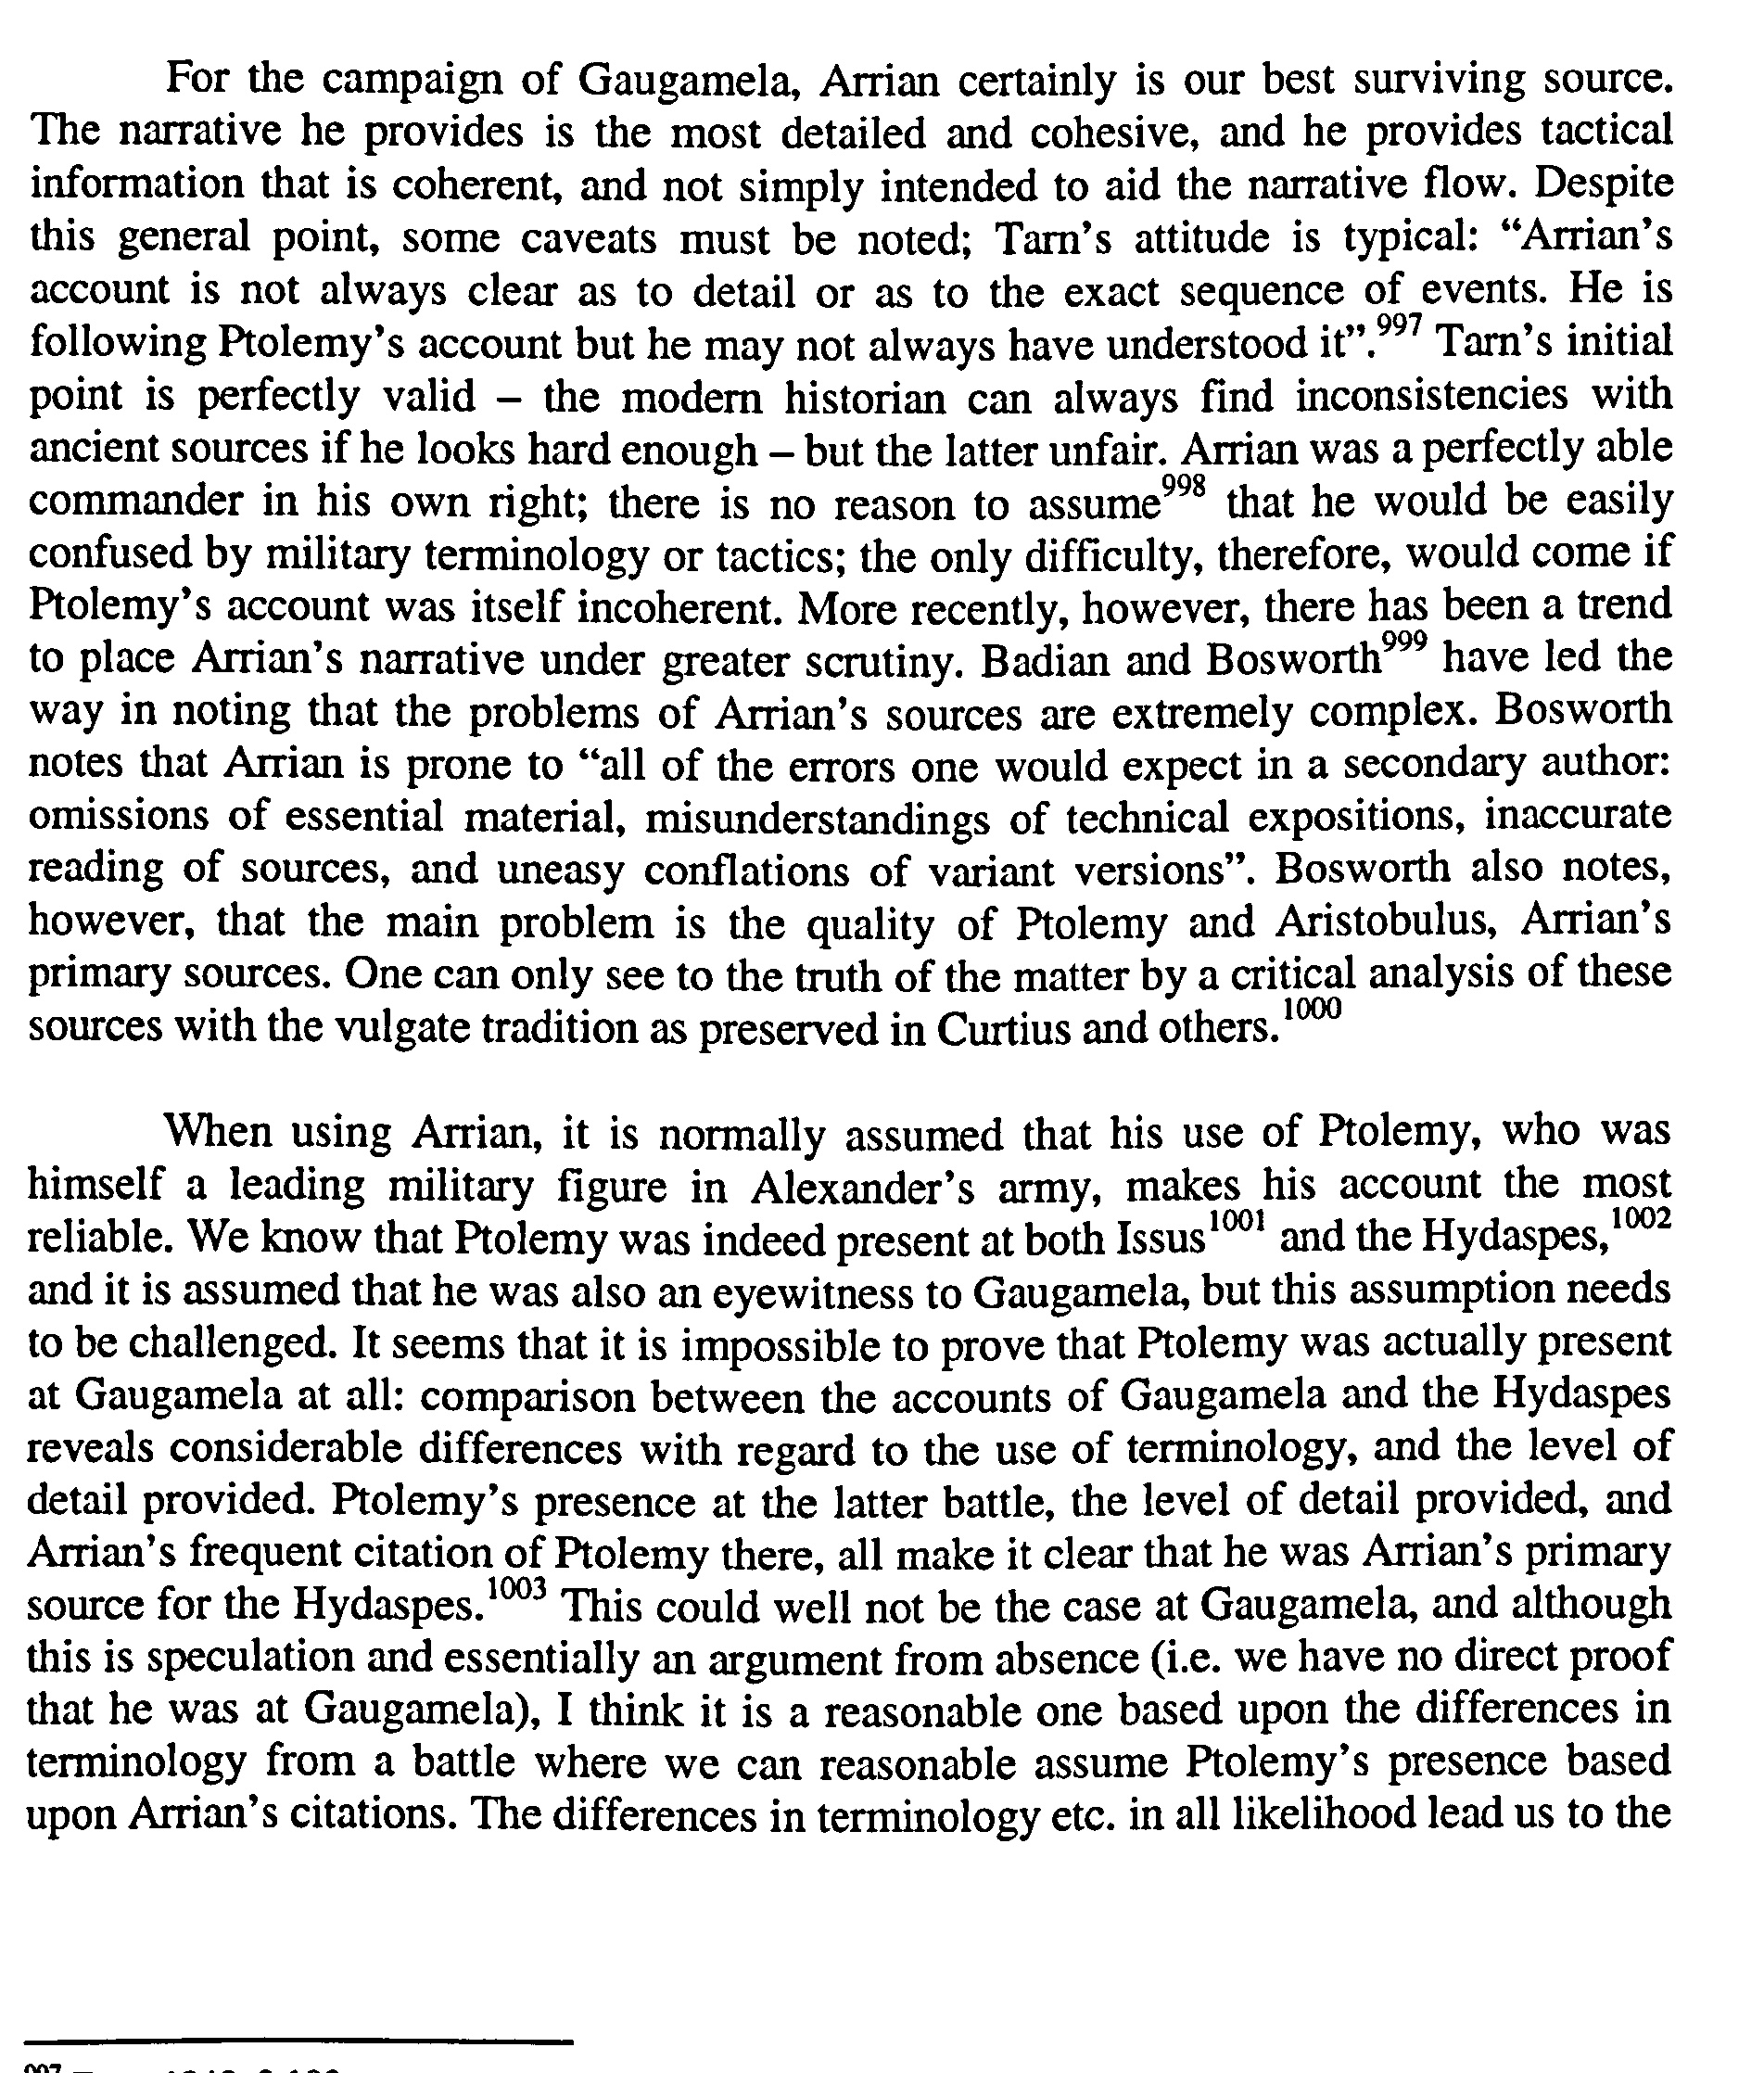 For the campaign of Gaugamela, Arrian certainly is our best surviving source.
The narrative he provides is the most detailed and cohesive, and he provides tactical
information that is coherent, and not simply intended to aid the narrative flow. Despite
this general point, some caveats must be noted; Tarn's attitude is typical: “Arrian's
account is not always clear as to detail or as to the exact sequence of events. He is
following Ptolemy's account but he may not always have understood it”.997 Tarn's initial
point is perfectly valid – the modern historian can always find inconsistencies with
ancient sources if he looks hard enough – but the latter unfair. Arrian was a perfectly able
commander in his own right; there is no reason to assume998 that he would be easily
confused by military terminology or tactics; the only difficulty, therefore, would come if
Ptolemy's account was itself incoherent. More recently, however, there has been a trend
to place Arrian's narrative under greater scrutiny. Badian and Bosworth999 have led the
way in noting that the problems of Arrian's sources are extremely complex. Bosworth
notes that Arrian is prone to “all of the errors one would expect in a secondary author:
omissions of essential material, misunderstandings of technical expositions, inaccurate
reading of sources, and uneasy conflations of variant versions”. Bosworth also notes,
however, that the main problem is the quality of Ptolemy and Aristobulus, Arrian's
primary sources. One can only see to the truth of the matter by a critical analysis of these
sources with the vulgate tradition as preserved in Curtius and others.1000
When using Arrian, it is normally assumed that his use of Ptolemy, who was
himself a leading military figure in Alexander's army, makes his account the most
reliable. We know that Ptolemy was indeed present at both Issus1001 and the Hydaspes,1002
and it is assumed that he was also an eyewitness to Gaugamela, but this assumption needs
to be challenged. It seems that it is impossible to prove that Ptolemy was actually present
at Gaugamela at all: comparison between the accounts of Gaugamela and the Hydaspes
reveals considerable differences with regard to the use of terminology, and the level of
detail provided. Ptolemy's presence at the latter battle, the level of detail provided, and
Arrian's frequent citation of Ptolemy there, all make it clear that he was Arrian's primary
source for the Hydaspes.1003 This could well not be the case at Gaugamela, and although
this is speculation and essentially an argument from absence (i.e. we have no direct proof
that he was at Gaugamela), I think it is a reasonable one based upon the differences in
terminology from a battle where we can reasonable assume Ptolemy's presence based
upon Arrian's citations. The differences in terminology etc. in all likelihood lead us to the
997